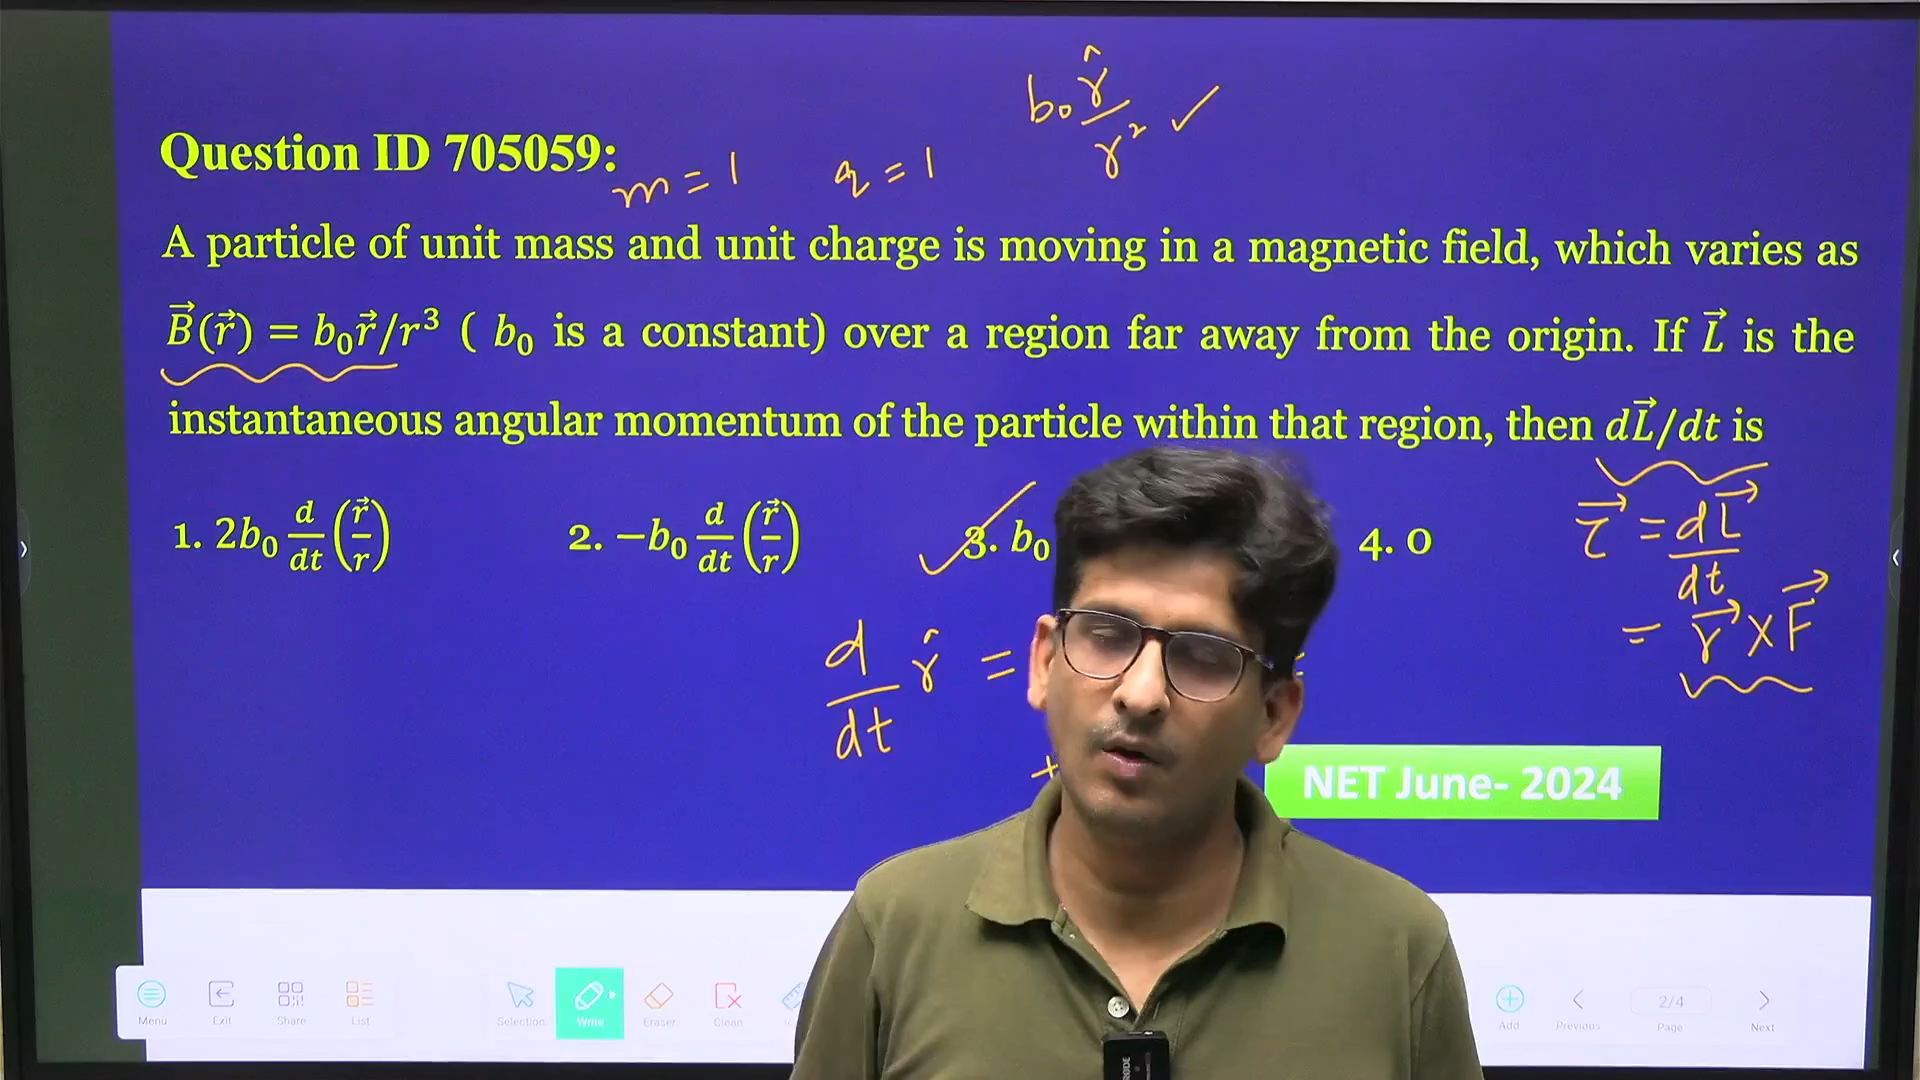 b₀ r̂ / r² ✓
Question ID 705059:
m = 1 q = 1
A particle of unit mass and unit charge is moving in a magnetic field, which varies as
B⃗(r⃗) = b₀r⃗/r³ ( b₀ is a constant) over a region far away from the origin. If L⃗ is the
instantaneous angular momentum of the particle within that region, then dL⃗/dt is
1. 2b₀ d/dt (r⃗/r) 2. −b₀ d/dt (r⃗/r) 3. b₀ 4. 0
τ⃗ = dL⃗/dt
= r⃗ × F⃗
d/dt r̂ =
+
NET June- 2024
Menu Exit Share List Selection Write Eraser Clean Add Previous 2/4 Page Next
RODE